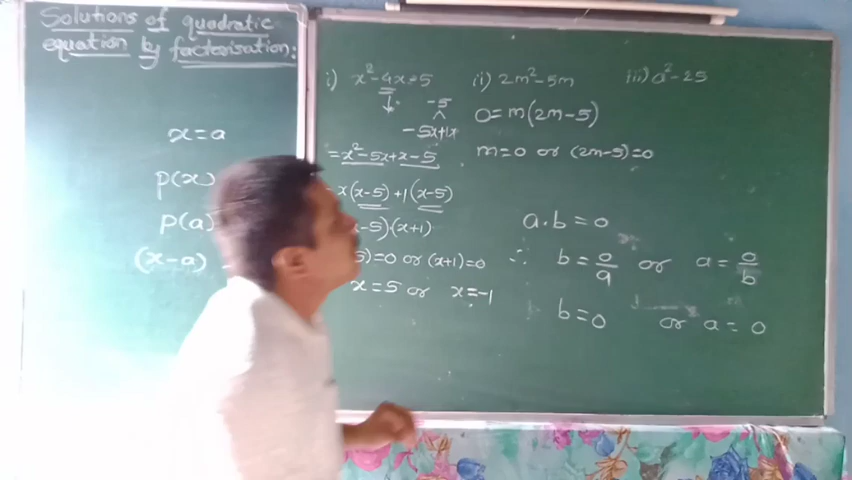 Solutions of quadratic
equation by factorisation:
x = a
p(x)
p(a)
(x-a)
i) x² - 4x = 5
-5
- 5x + 1x
= x² - 5x + x - 5
x(x-5) + 1(x-5)
x-5) · (x+1)
5) = 0 or (x+1) = 0
x = 5 or x = -1
ii) 2m² - 5m
0 = m(2m - 5)
m = 0 or (2m - 5) = 0
iii) a² - 25
a . b = 0
∴ b = 0/a or a = 0/b
b = 0 or a = 0